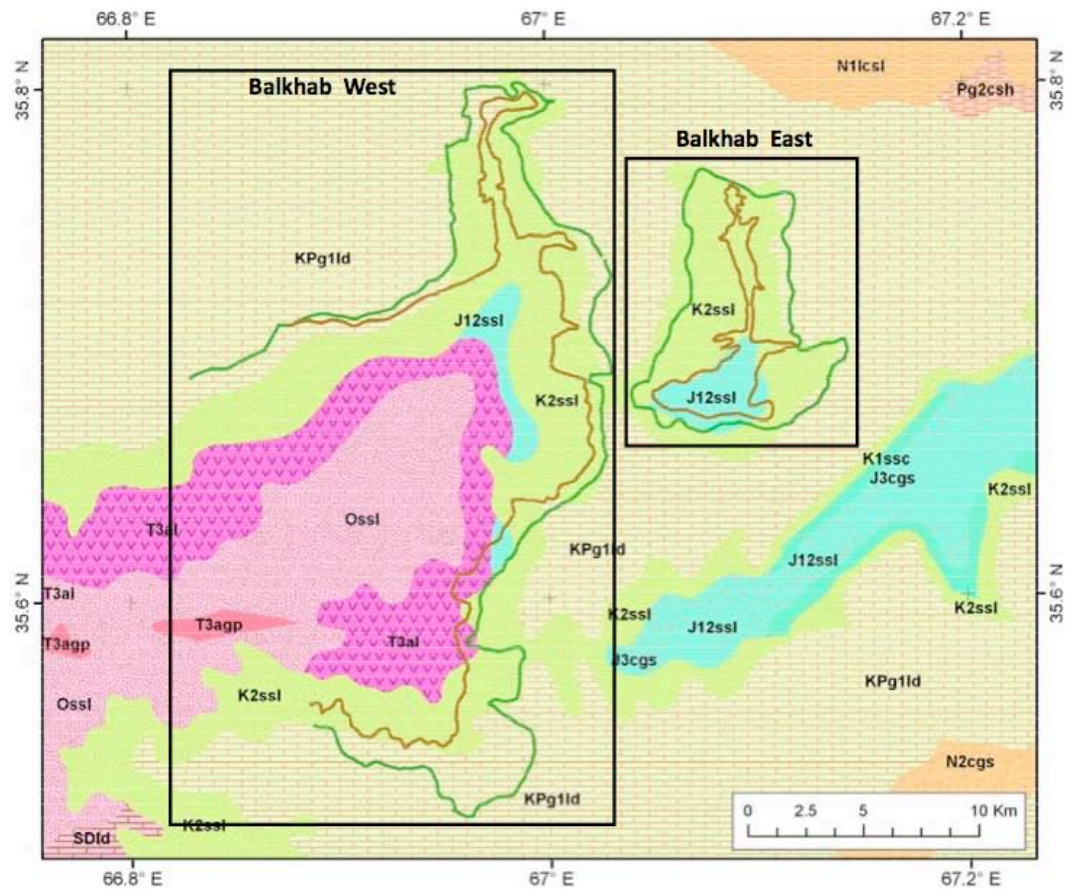 66.8° E
67° E
67.2° E
35.8° N
35.8° N
Balkhab West
N1lcsl
Pg2csh
Balkhab East
KPg1ld
K2ssl
J12ssl
K2ssl
J12ssl
K1ssc
J3cgs
K2ssl
T3al
Ossl
KPg1ld
J12ssl
T3al
35.6° N
35.6° N
K2ssl
K2ssl
T3agp
T3agp
T3al
J12ssl
J3cgs
KPg1ld
K2ssl
Ossl
N2cgs
KPg1ld
0 2.5 5 10 Km
K2ssl
SDld
66.8° E
67° E
67.2° E